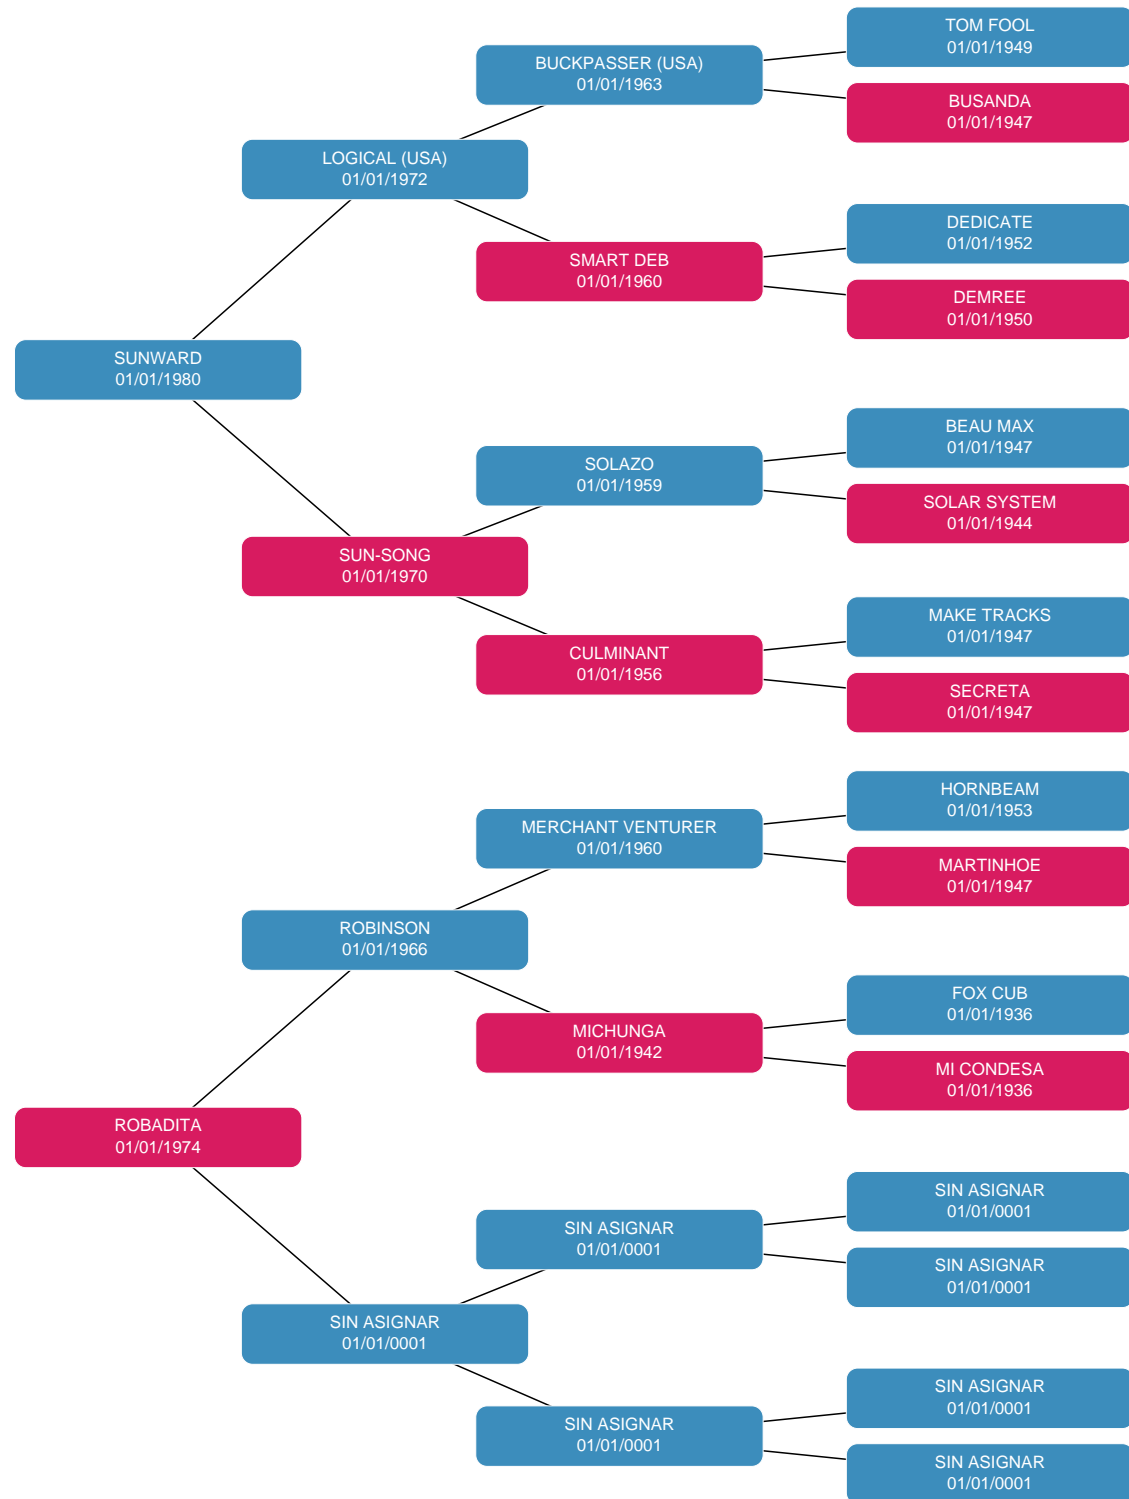 TOM FOOL
01/01/1949
BUCKPASSER (USA)
01/01/1963
BUSANDA
01/01/1947
LOGICAL (USA)
01/01/1972
DEDICATE
01/01/1952
SMART DEB
01/01/1960
DEMREE
01/01/1950
SUNWARD
01/01/1980
BEAU MAX
01/01/1947
SOLAZO
01/01/1959
SOLAR SYSTEM
01/01/1944
SUN-SONG
01/01/1970
MAKE TRACKS
01/01/1947
CULMINANT
01/01/1956
SECRETA
01/01/1947
HORNBEAM
01/01/1953
MERCHANT VENTURER
01/01/1960
MARTINHOE
01/01/1947
ROBINSON
01/01/1966
FOX CUB
01/01/1936
MICHUNGA
01/01/1942
MI CONDESA
01/01/1936
ROBADITA
01/01/1974
SIN ASIGNAR
01/01/0001
SIN ASIGNAR
01/01/0001
SIN ASIGNAR
01/01/0001
SIN ASIGNAR
01/01/0001
SIN ASIGNAR
01/01/0001
SIN ASIGNAR
01/01/0001
SIN ASIGNAR
01/01/0001